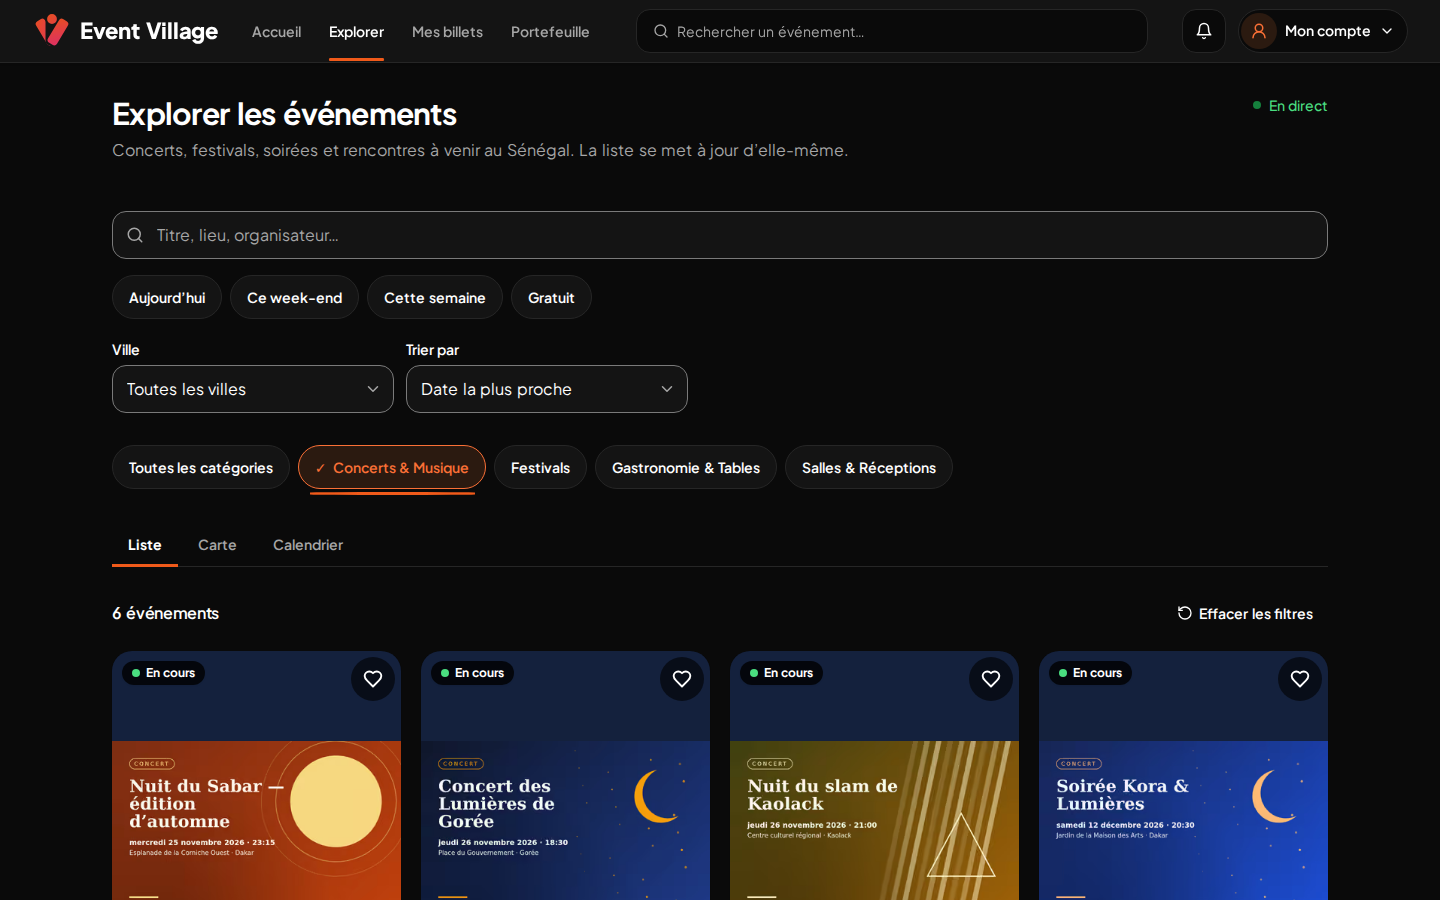 Event Village
Accueil
Explorer
Mes billets
Portefeuille
Rechercher un événement…
Mon compte
Explorer les événements
En direct
Concerts, festivals, soirées et rencontres à venir au Sénégal. La liste se met à jour d’elle-même.
Titre, lieu, organisateur…
Aujourd’hui
Ce week-end
Cette semaine
Gratuit
Ville
Trier par
Toutes les villes
Date la plus proche
Toutes les catégories
✓ Concerts & Musique
Festivals
Gastronomie & Tables
Salles & Réceptions
Liste
Carte
Calendrier
6 événements
Effacer les filtres
En cours
En cours
En cours
En cours
CONCERT
Nuit du Sabar —
édition
d’automne
mercredi 25 novembre 2026 · 23:15
Esplanade de la Corniche Ouest · Dakar
CONCERT
Concert des
Lumières de
Gorée
jeudi 26 novembre 2026 · 18:30
Place du Gouvernement · Gorée
CONCERT
Nuit du slam de
Kaolack
jeudi 26 novembre 2026 · 21:00
Centre culturel régional · Kaolack
CONCERT
Soirée Kora &
Lumières
samedi 12 décembre 2026 · 20:30
Jardin de la Maison des Arts · Dakar